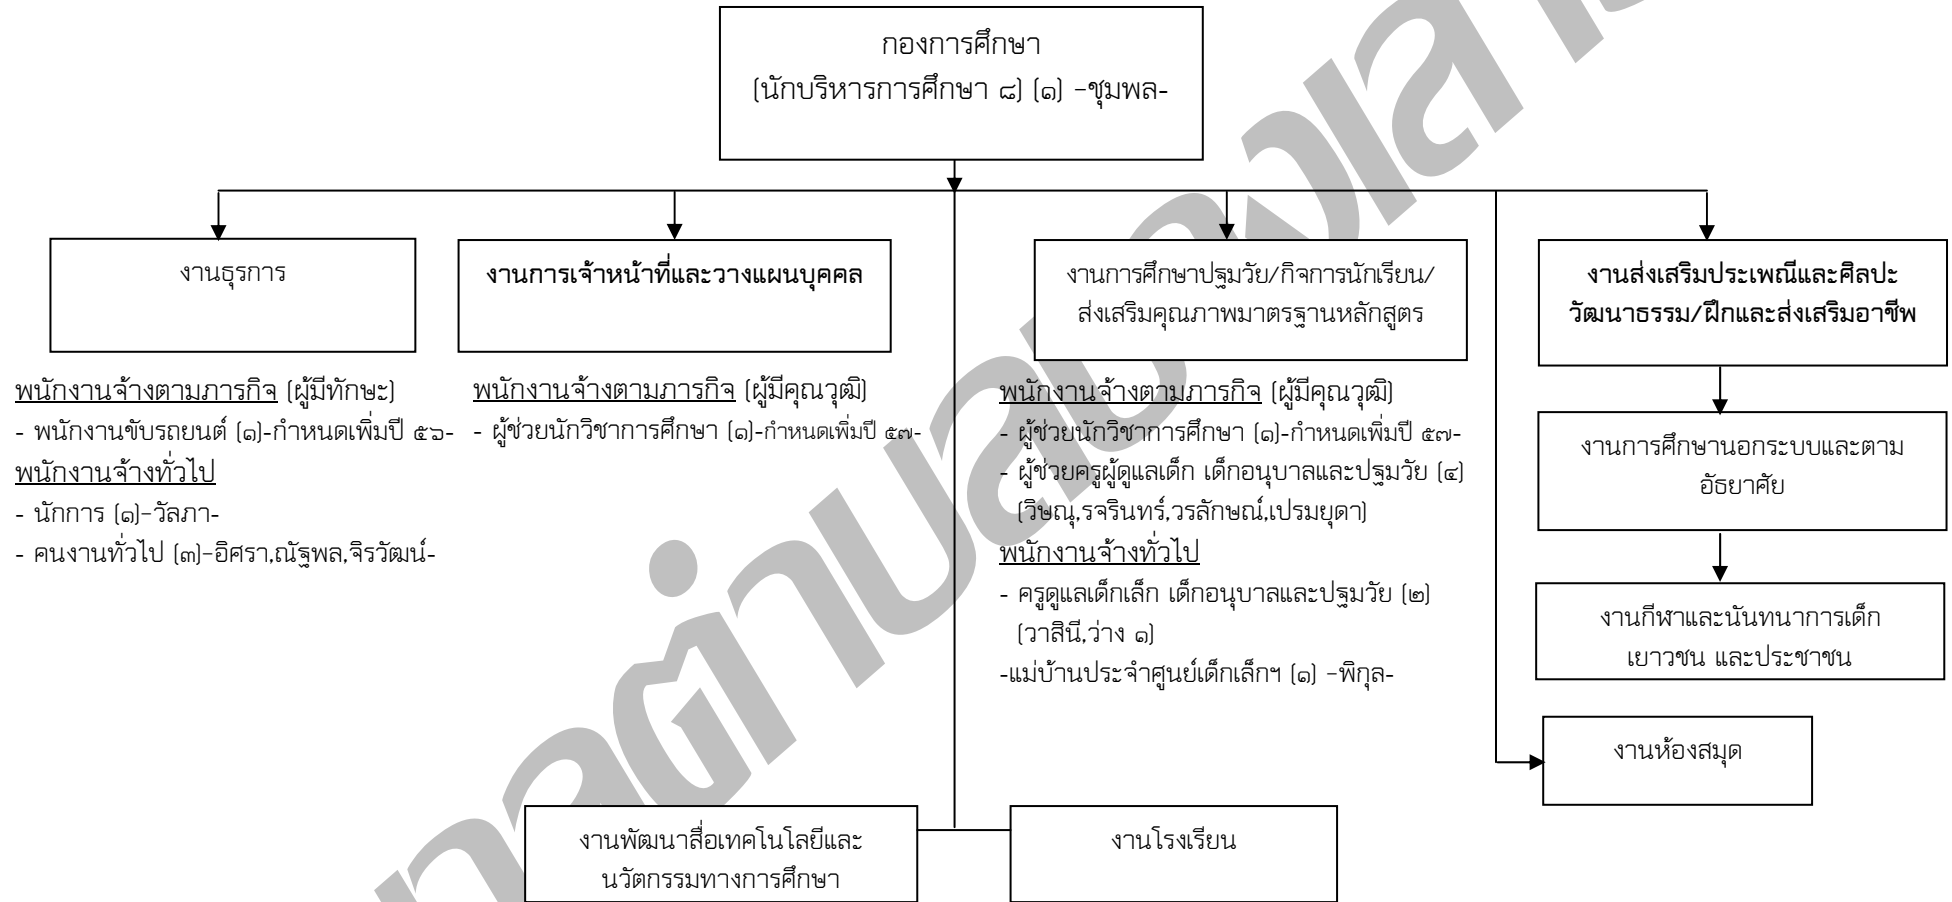 กองการศึกษา
(นักบริหารการศึกษา ๘) (๑) -ชุมพล-
งานธุรการ
พนักงานจ้างตามภารกิจ (ผู้มีทักษะ)
- พนักงานขับรถยนต์ (๑)-กำหนดเพิ่มปี ๕๖-
พนักงานจ้างทั่วไป
- นักการ (๑)-วัลภา-
- คนงานทั่วไป (๓)-อิศรา,ณัฐพล,จิรวัฒน์-
งานการเจ้าหน้าที่และวางแผนบุคคล
พนักงานจ้างตามภารกิจ (ผู้มีคุณวุฒิ)
- ผู้ช่วยนักวิชาการศึกษา (๑)-กำหนดเพิ่มปี ๕๗-
งานการศึกษาปฐมวัย/กิจการนักเรียน/
ส่งเสริมคุณภาพมาตรฐานหลักสูตร
พนักงานจ้างตามภารกิจ (ผู้มีคุณวุฒิ)
- ผู้ช่วยนักวิชาการศึกษา (๑)-กำหนดเพิ่มปี ๕๗-
- ผู้ช่วยครูผู้ดูแลเด็ก เด็กอนุบาลและปฐมวัย (๔)
(วิษณุ,รจรินทร์,วรลักษณ์,เปรมยุดา)
พนักงานจ้างทั่วไป
- ครูดูแลเด็กเล็ก เด็กอนุบาลและปฐมวัย (๒)
(วาสินี,ว่าง ๑)
-แม่บ้านประจำศูนย์เด็กเล็กฯ (๑) -พิกุล-
งานส่งเสริมประเพณีและศิลปะ
วัฒนาธรรม/ฝึกและส่งเสริมอาชีพ
งานการศึกษานอกระบบและตาม
อัธยาศัย
งานกีฬาและนันทนาการเด็ก
เยาวชน และประชาชน
งานห้องสมุด
งานพัฒนาสื่อเทคโนโลยีและ
นวัตกรรมทางการศึกษา
งานโรงเรียน